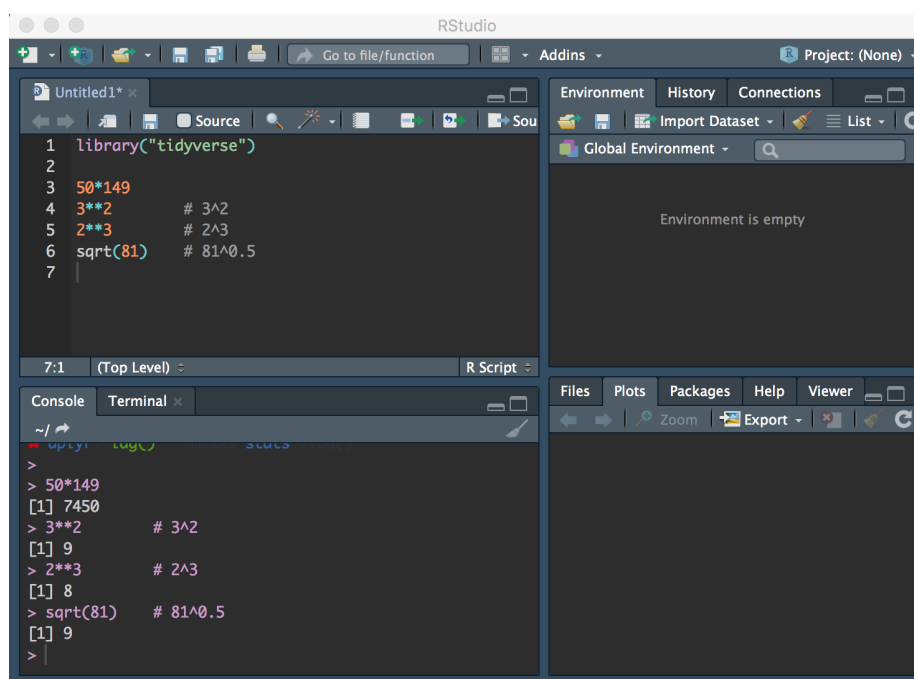 RStudio
Go to file/function
Addins
Project: (None)
Untitled1*
Source
Sou
1 library("tidyverse")
2
3 50*149
4 3**2 # 3^2
5 2**3 # 2^3
6 sqrt(81) # 81^0.5
7
7:1 (Top Level) R Script
Console Terminal
~/
lag() stats
>
> 50*149
[1] 7450
> 3**2 # 3^2
[1] 9
> 2**3 # 2^3
[1] 8
> sqrt(81) # 81^0.5
[1] 9
>
Environment History Connections
Import Dataset List
Global Environment
Environment is empty
Files Plots Packages Help Viewer
Zoom Export